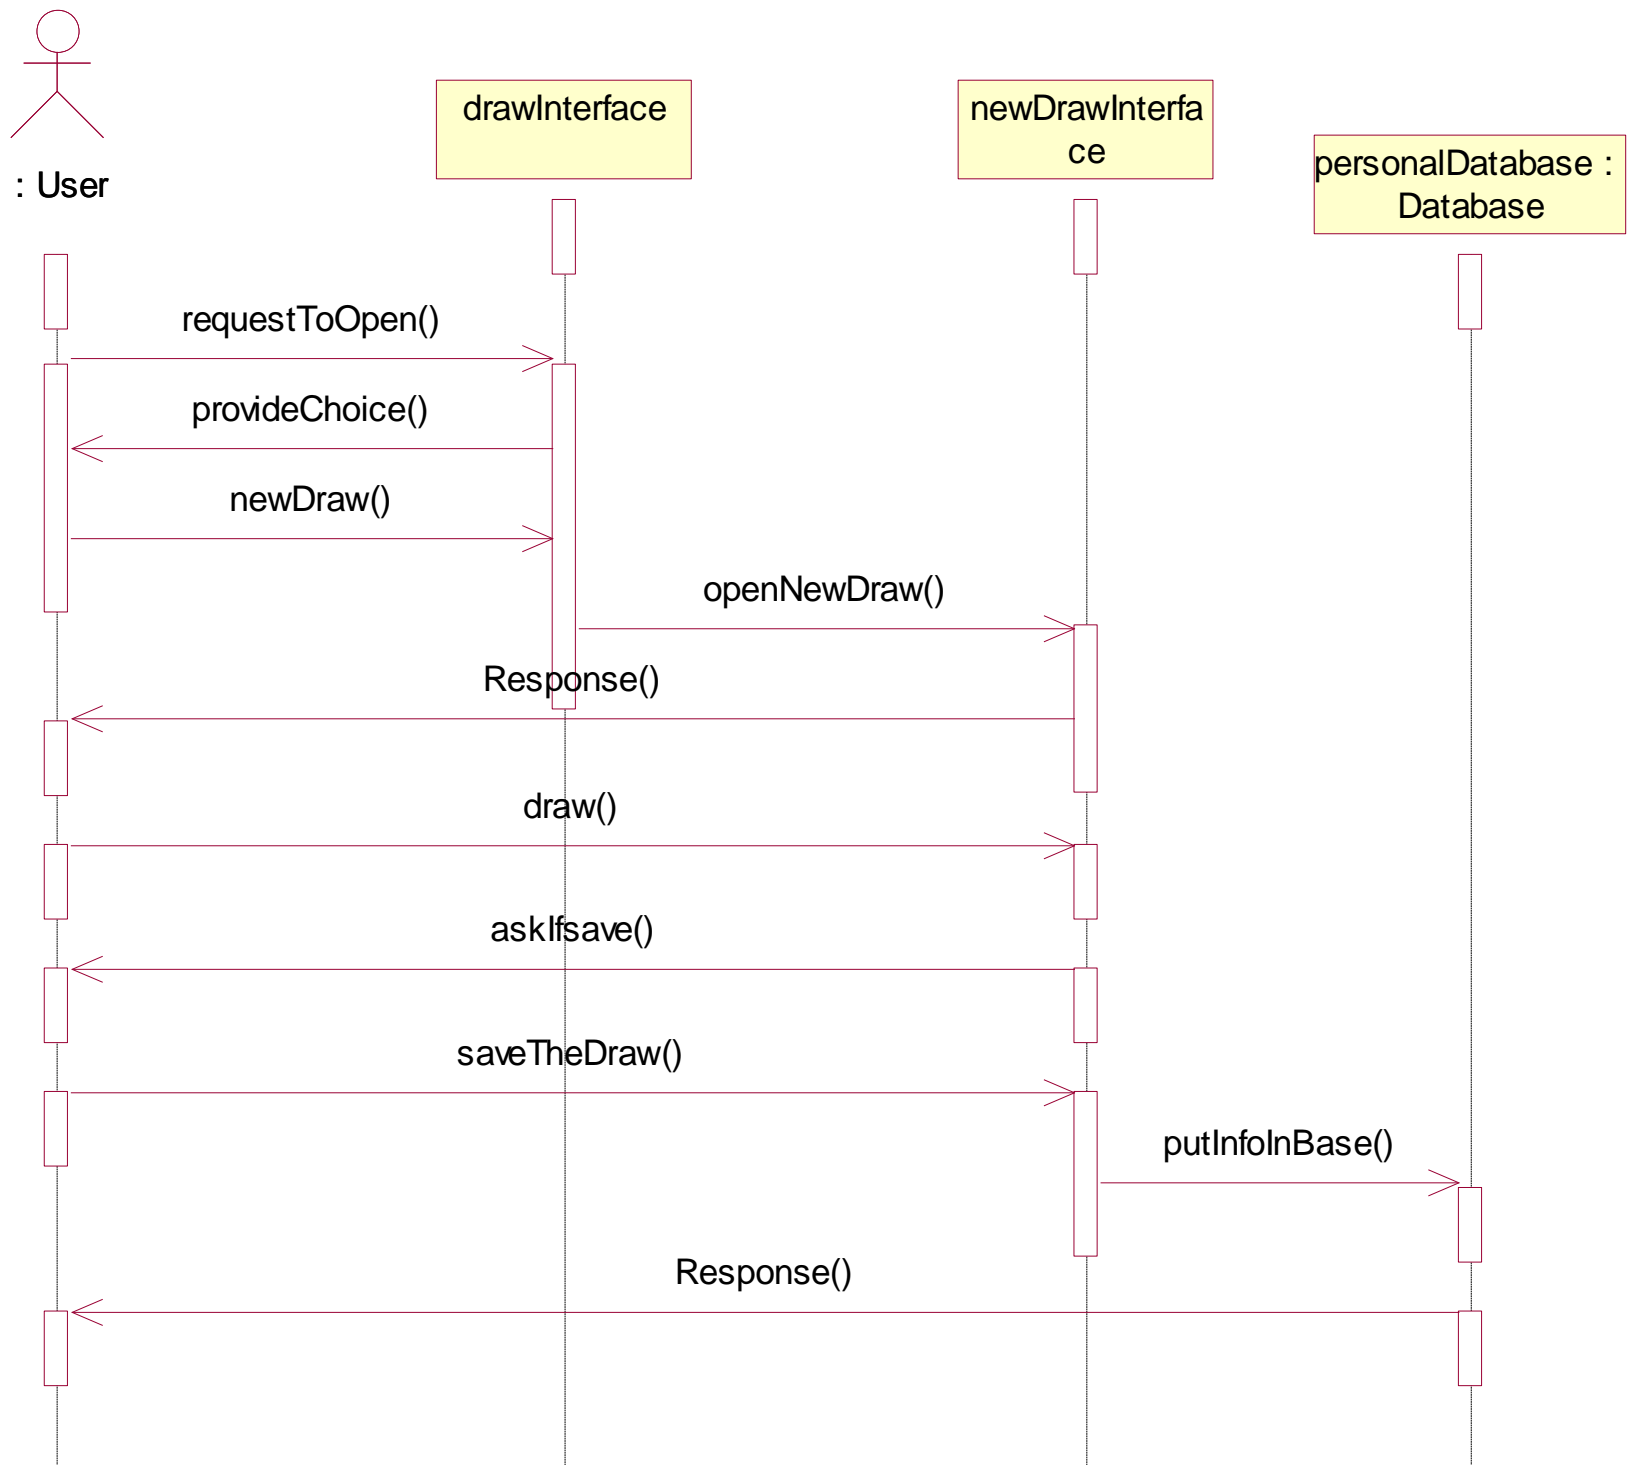 : User
drawInterface
newDrawInterfa
ce
personalDatabase :
Database
requestToOpen()
provideChoice()
newDraw()
openNewDraw()
Response()
draw()
askIfsave()
saveTheDraw()
putInfoInBase()
Response()